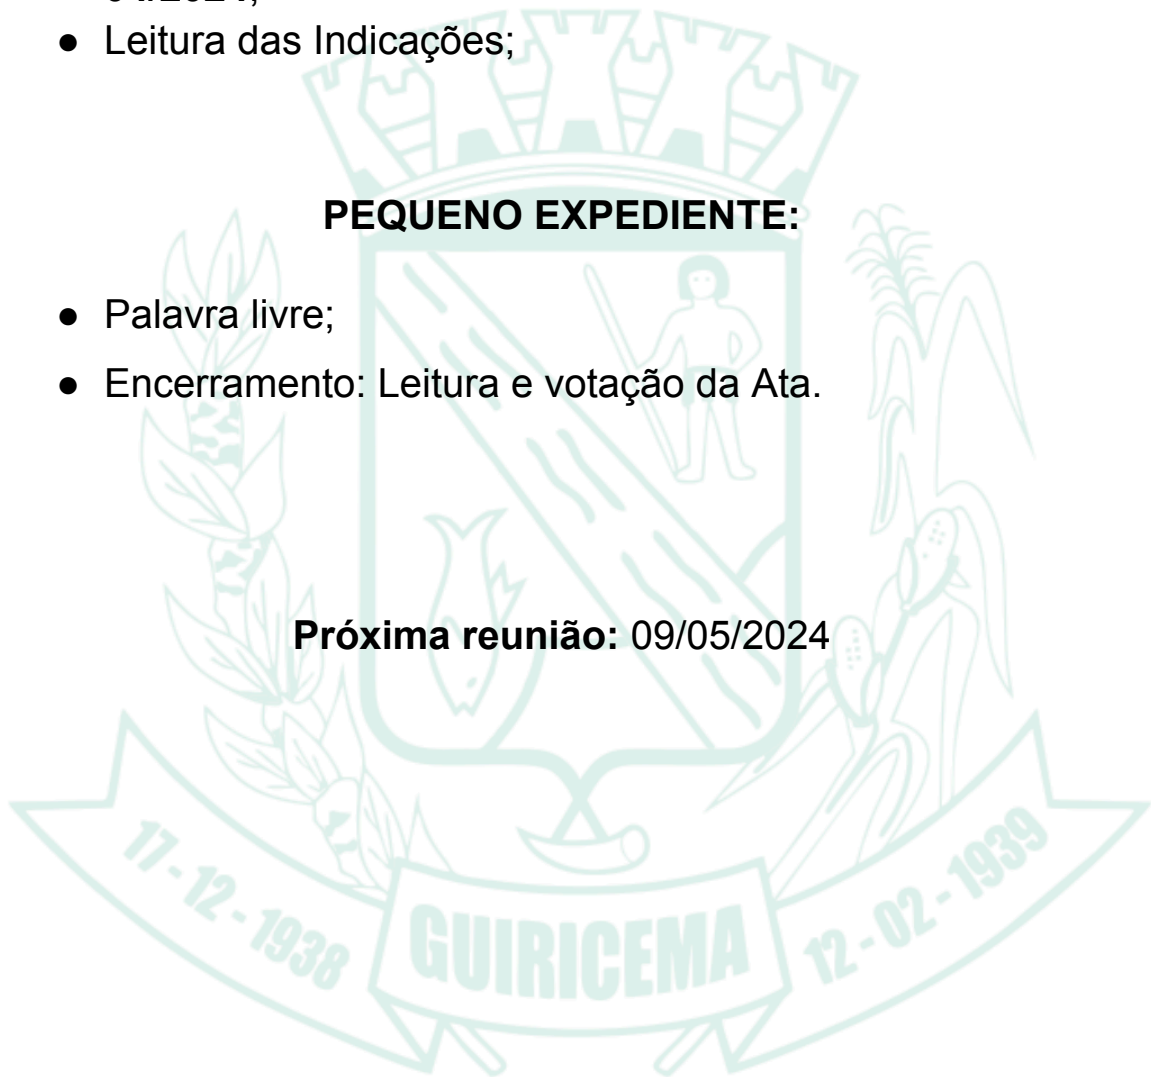 ● Leitura das Indicações;
PEQUENO EXPEDIENTE:
● Palavra livre;
● Encerramento: Leitura e votação da Ata.
Próxima reunião: 09/05/2024
17-12-1938
GUIRICEMA
12-02-1939